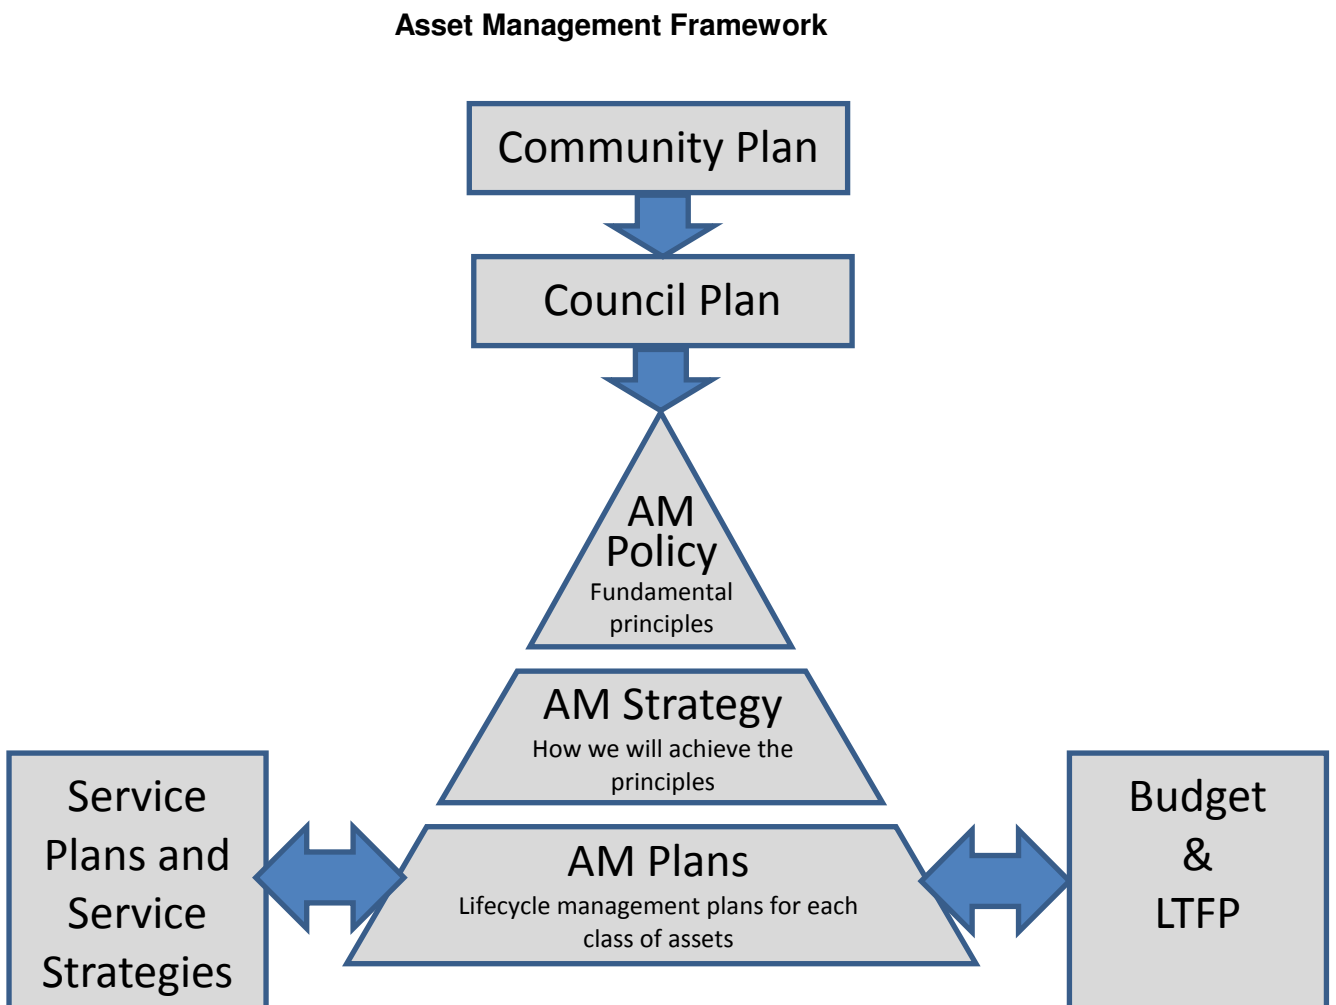 Asset Management Framework
Community Plan
Council Plan
AM
Policy
Fundamental
principles
AM Strategy
How we will achieve the
principles
AM Plans
Lifecycle management plans for each
class of assets
Service
Plans and
Service
Strategies
Budget
&
LTFP